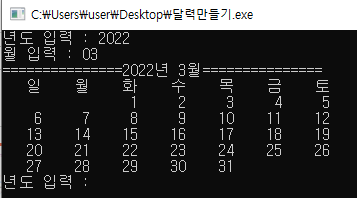 C:₩Users₩user₩Desktop₩달력만들기.exe
년도 입력 : 2022
월 입력 : 03
===============2022년 3월===============
일 월 화 수 목 금 토
1 2 3 4 5
6 7 8 9 10 11 12
13 14 15 16 17 18 19
20 21 22 23 24 25 26
27 28 29 30 31
년도 입력 :